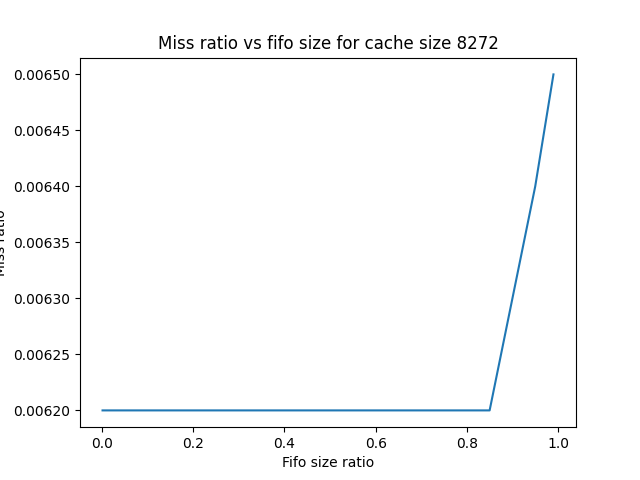 Miss ratio vs fifo size for cache size 8272
0.00650
0.00645
0.00640
0.00635
0.00630
0.00625
0.00620
Miss ratio
0.0 0.2 0.4 0.6 0.8 1.0
Fifo size ratio